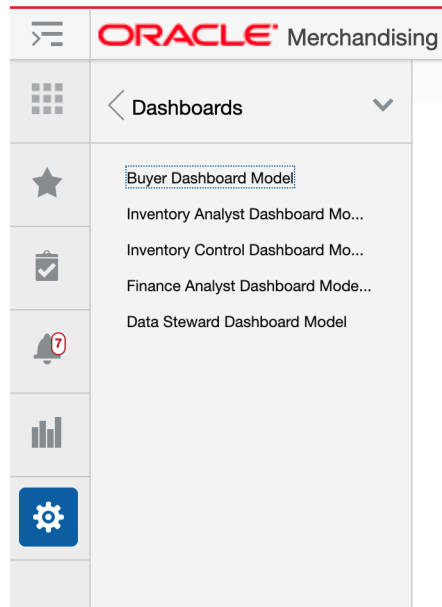 ORACLE Merchandising
Dashboards
Buyer Dashboard Model
Inventory Analyst Dashboard Mo...
Inventory Control Dashboard Mo...
Finance Analyst Dashboard Mode...
Data Steward Dashboard Model
7